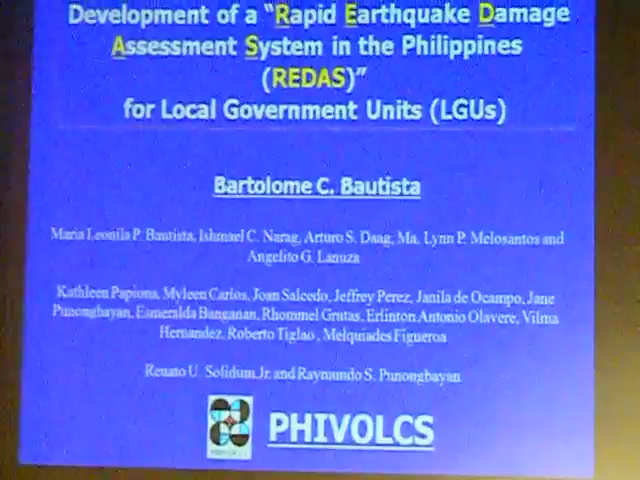 Development of a "Rapid Earthquake Damage
Assessment System in the Philippines
(REDAS)"
for Local Government Units (LGUs)
Bartolome C. Bautista
Maria Leonila P. Bautista, Ishmael C. Narag, Arturo S. Daag, Ma. Lynn P. Melosantos and
Angelito G. Lanuza
Kathleen Papiona, Myleen Carlos, Joan Salcedo, Jeffrey Perez, Janila de Ocampo, Jane
Punongbayan, Esmeralda Banganan, Rhommel Grutas, Erlinton Antonio Olavere, Vilma
Hernandez, Roberto Tiglao, Melquiades Figueroa
Renato U. Solidum,Jr. and Raymundo S. Punongbayan
PHIVOLCS